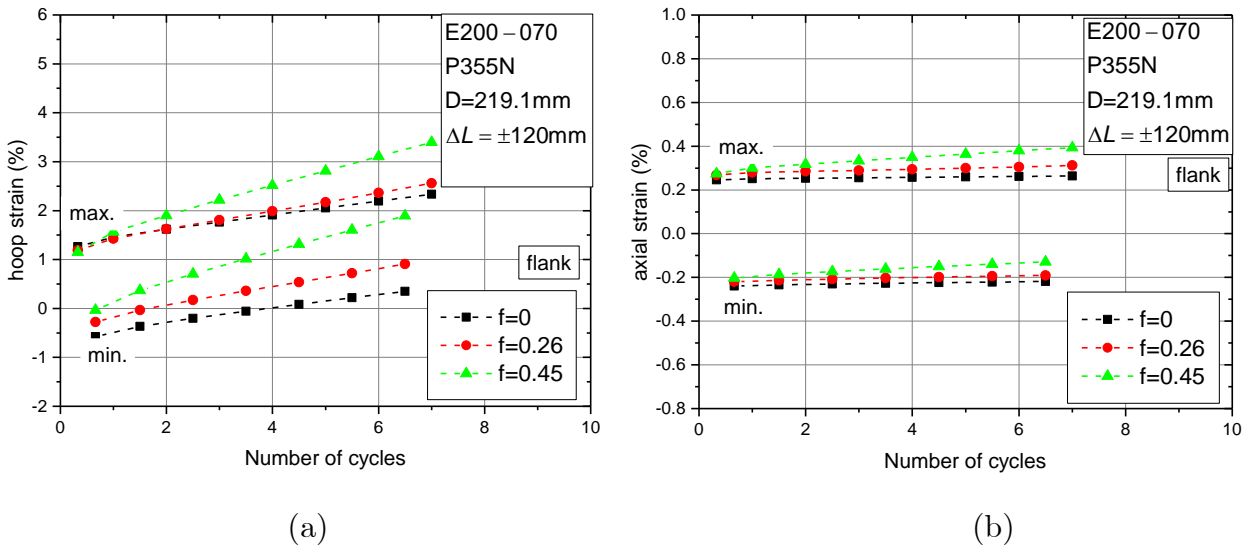 6
5
4
3
2
1
0
-1
-2
hoop strain (%)
max.
min.
E200 – 070
P355N
D=219.1mm
ΔL = ±120mm
flank
f=0
f=0.26
f=0.45
0 2 4 6 8 10
Number of cycles
(a)
1.0
0.8
0.6
0.4
0.2
0.0
-0.2
-0.4
-0.6
-0.8
axial strain (%)
max.
min.
E200 – 070
P355N
D=219.1mm
ΔL = ±120mm
flank
f=0
f=0.26
f=0.45
0 2 4 6 8 10
Number of cycles
(b)